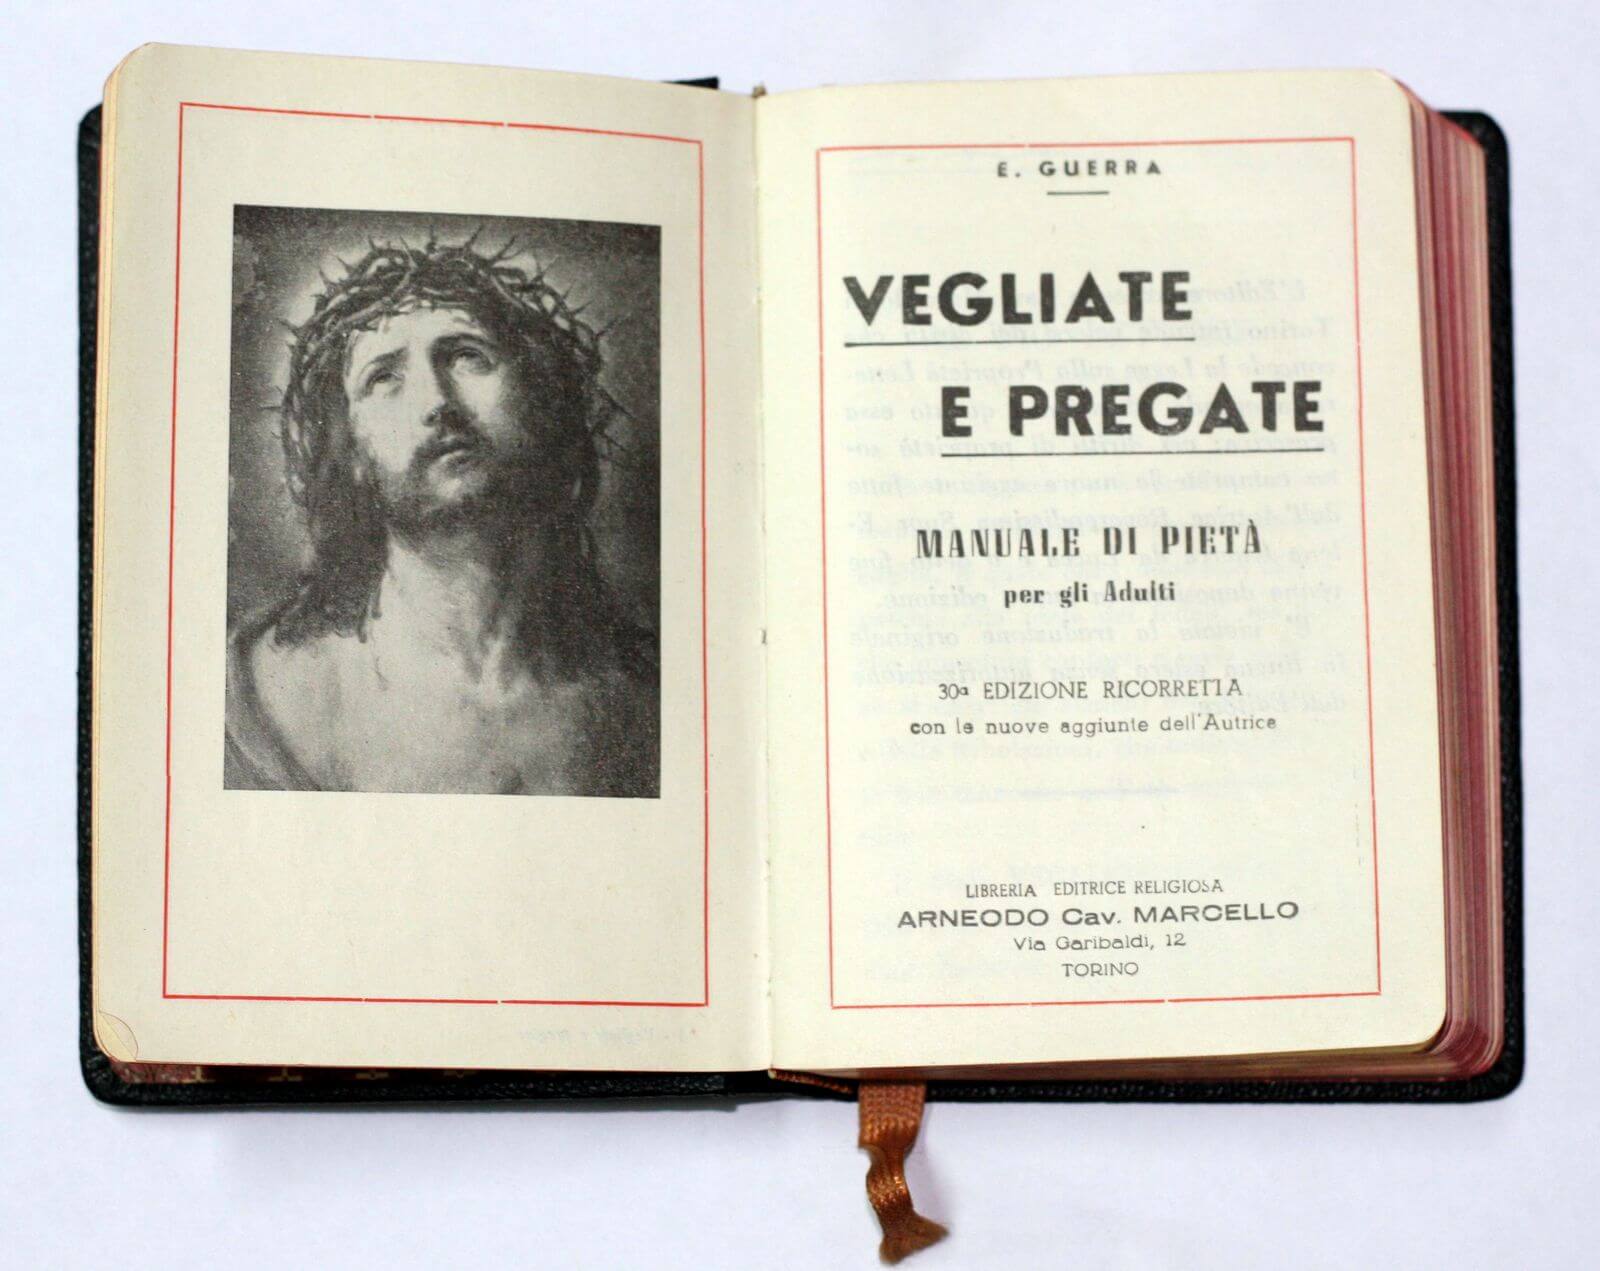 E. GUERRA
VEGLIATE
E PREGATE
MANUALE DI PIETÀ
per gli Adulti
30a EDIZIONE RICORRETTA
con le nuove aggiunte dell'Autrice
LIBRERIA EDITRICE RELIGIOSA
ARNEODO Cav. MARCELLO
Via Garibaldi, 12
TORINO